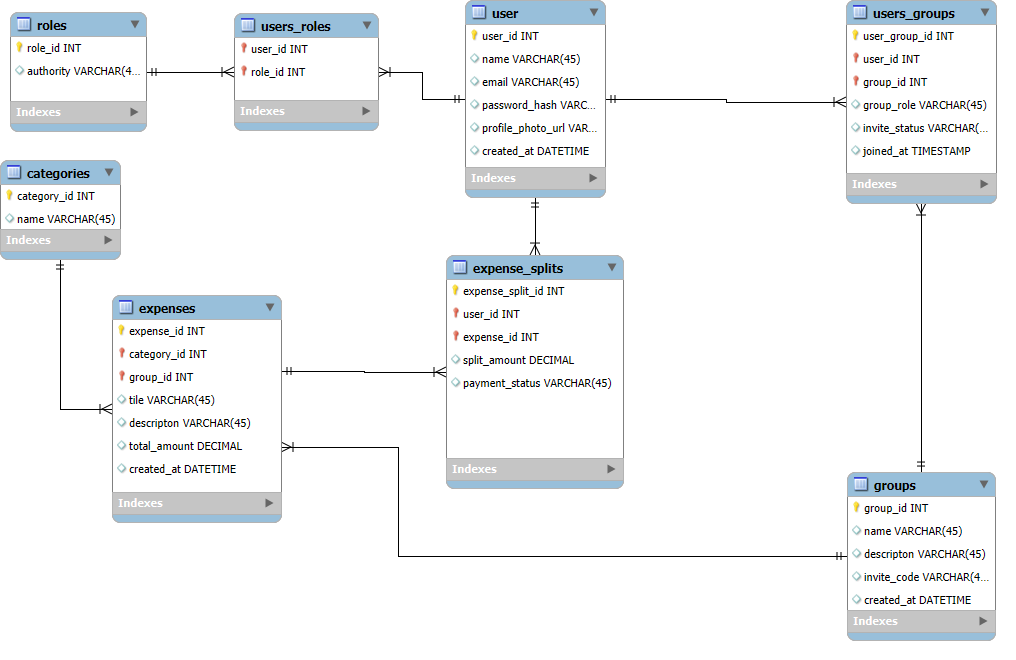 roles
role_id INT
authority VARCHAR(4...
Indexes
users_roles
user_id INT
role_id INT
Indexes
user
user_id INT
name VARCHAR(45)
email VARCHAR(45)
password_hash VARC...
profile_photo_url VAR...
created_at DATETIME
Indexes
users_groups
user_group_id INT
user_id INT
group_id INT
group_role VARCHAR(45)
invite_status VARCHAR(...
joined_at TIMESTAMP
Indexes
categories
category_id INT
name VARCHAR(45)
Indexes
expenses
expense_id INT
category_id INT
group_id INT
tile VARCHAR(45)
descripton VARCHAR(45)
total_amount DECIMAL
created_at DATETIME
Indexes
expense_splits
expense_split_id INT
user_id INT
expense_id INT
split_amount DECIMAL
payment_status VARCHAR(45)
Indexes
groups
group_id INT
name VARCHAR(45)
descripton VARCHAR(45)
invite_code VARCHAR(4...
created_at DATETIME
Indexes